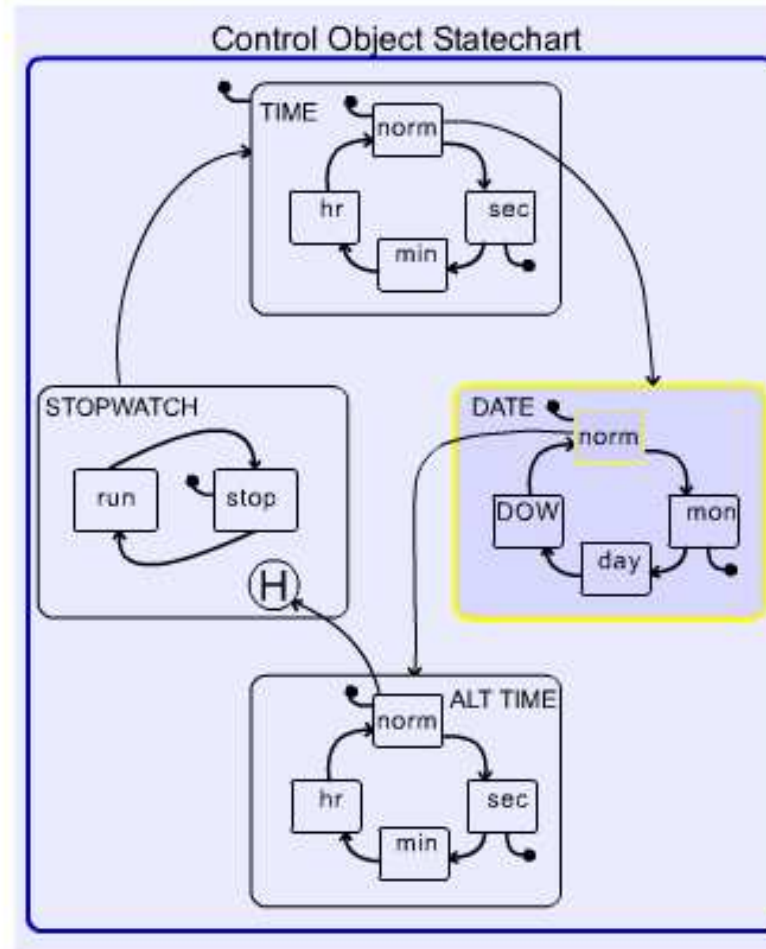 Control Object Statechart
TIME
norm
hr
sec
min
STOPWATCH
run
stop
H
DATE
norm
DOW
mon
day
ALT TIME
norm
hr
sec
min